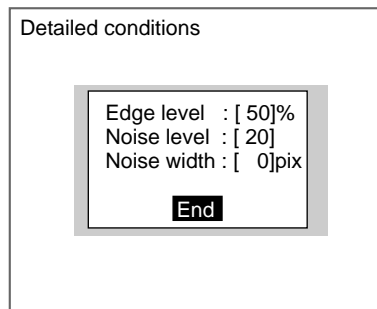 Detailed conditions
Edge level : [ 50]%
Noise level : [ 20]
Noise width : [ 0]pix
End